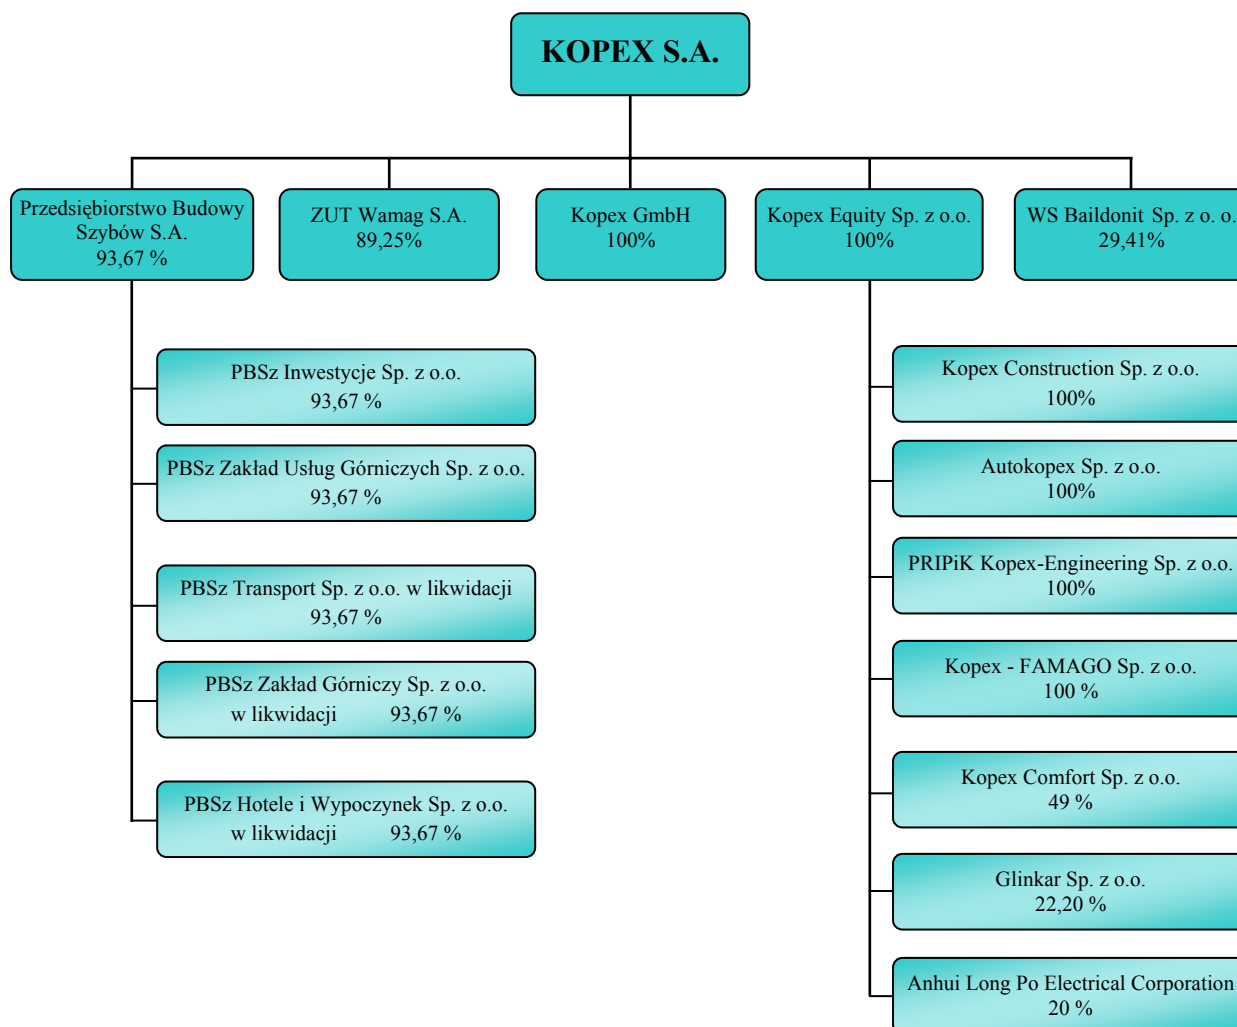 KOPEX S.A.
Przedsiębiorstwo Budowy
Szybów S.A.
93,67 %
ZUT Wamag S.A.
89,25%
Kopex GmbH
100%
Kopex Equity Sp. z o.o.
100%
WS Baildonit Sp. z o. o.
29,41%
PBSz Inwestycje Sp. z o.o.
93,67 %
PBSz Zakład Usług Górniczych Sp. z o.o.
93,67 %
PBSz Transport Sp. z o.o. w likwidacji
93,67 %
PBSz Zakład Górniczy Sp. z o.o.
w likwidacji 93,67 %
PBSz Hotele i Wypoczynek Sp. z o.o.
w likwidacji 93,67 %
Kopex Construction Sp. z o.o.
100%
Autokopex Sp. z o.o.
100%
PRIPiK Kopex-Engineering Sp. z o.o.
100%
Kopex - FAMAGO Sp. z o.o.
100 %
Kopex Comfort Sp. z o.o.
49 %
Glinkar Sp. z o.o.
22,20 %
Anhui Long Po Electrical Corporation
20 %